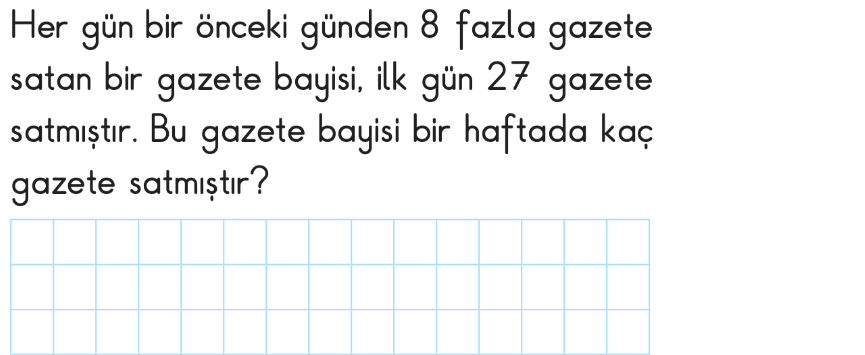 Her gün bir önceki günden 8 fazla gazete
satan bir gazete bayisi, ilk gün 27 gazete
satmıştır. Bu gazete bayisi bir haftada kaç
gazete satmıştır?